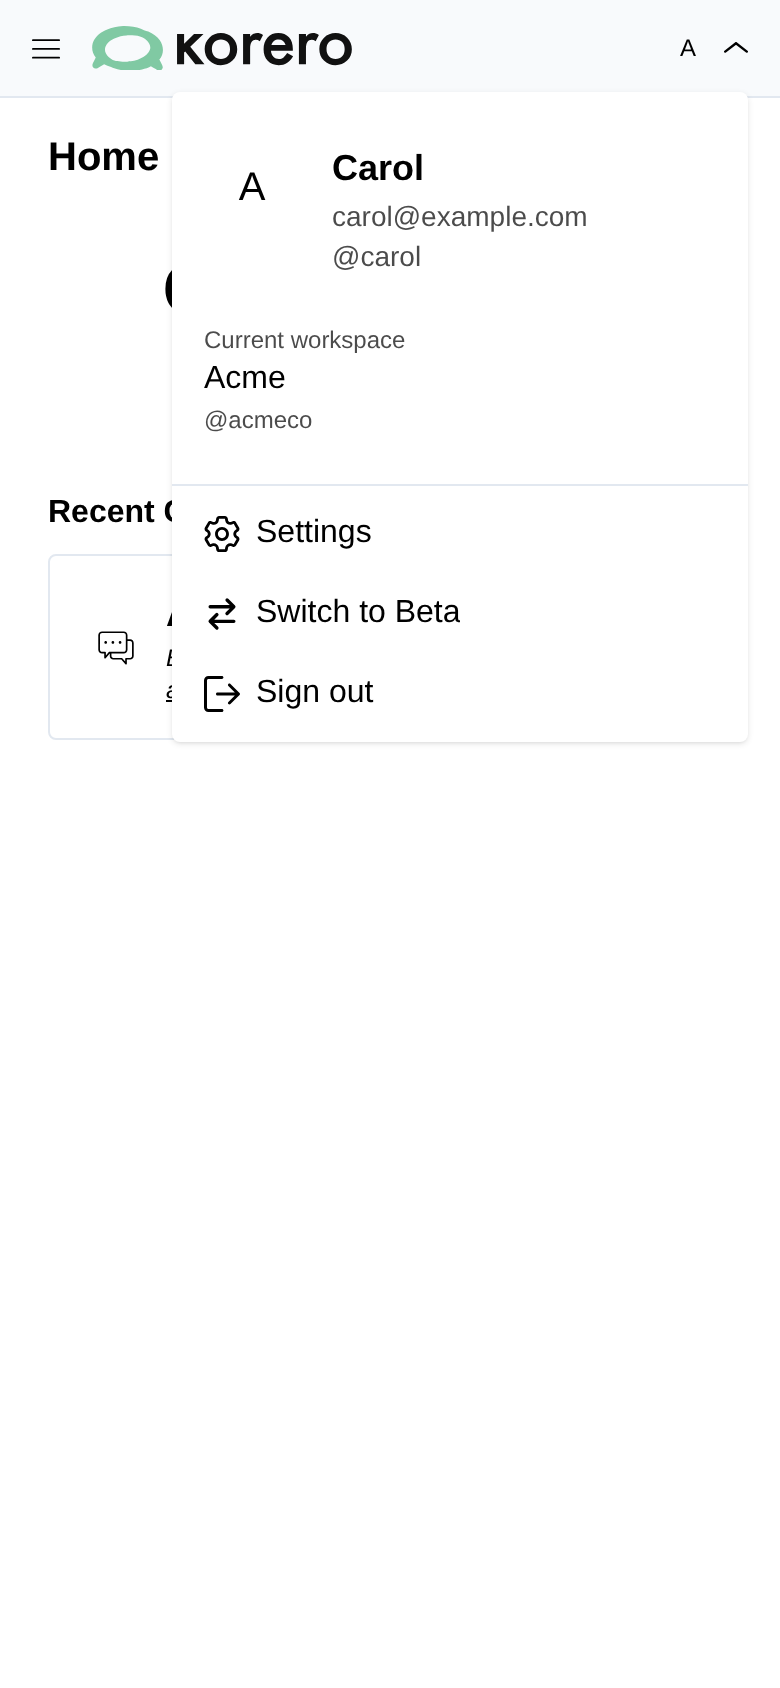 Korero
A
Home
A
Carol
carol@example.com
@carol
Current workspace
Acme
@acmeco
Recent
Settings
Switch to Beta
Sign out